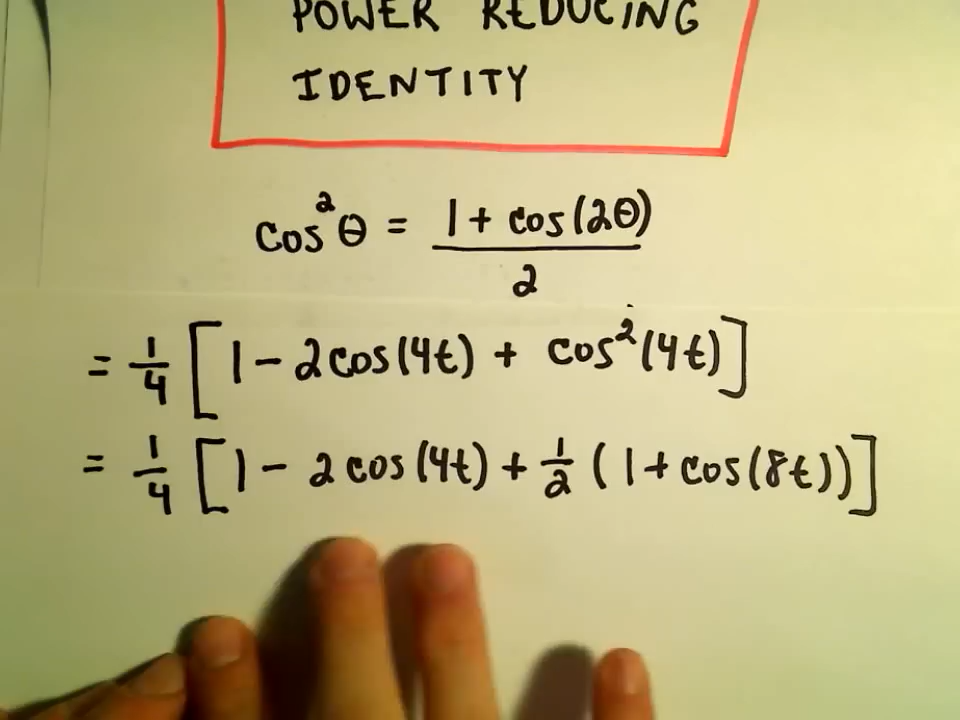 POWER REDUCING
IDENTITY
cos²θ = (1 + cos(2θ))/2
= 1/4 [1 - 2cos(4t) + cos²(4t)]
= 1/4 [1 - 2cos(4t) + 1/2 (1 + cos(8t))]